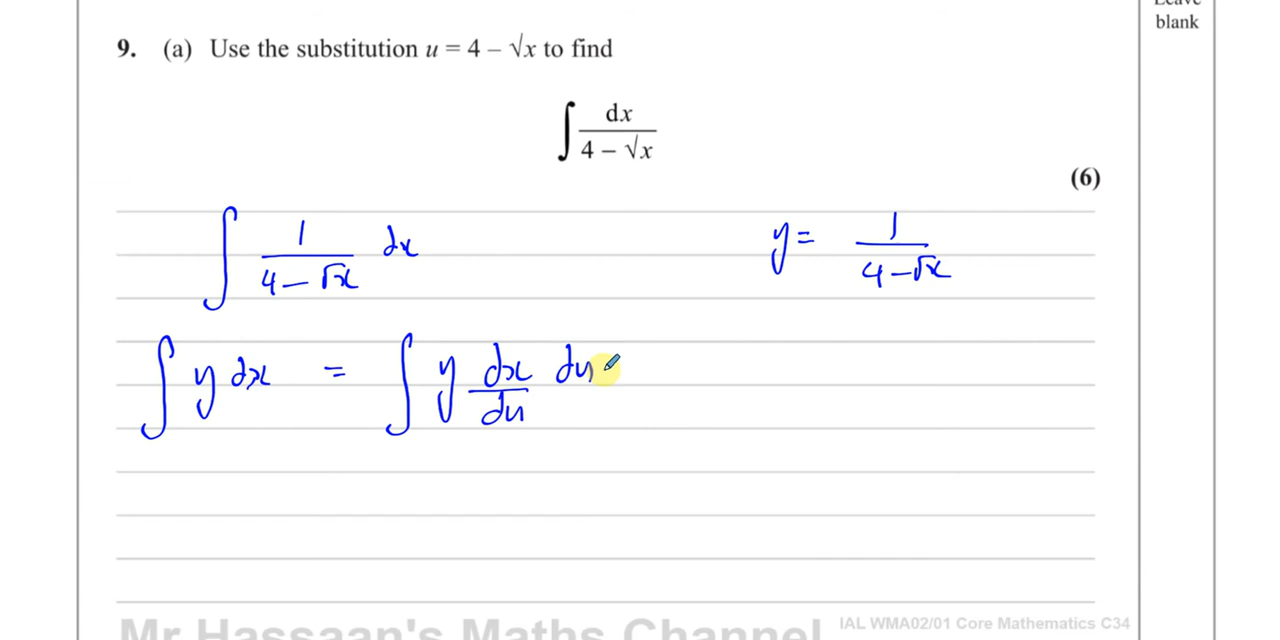 Leave
blank
9. (a) Use the substitution u = 4 – √x to find
∫ dx / (4 – √x)
(6)
∫ 1 / (4 – √x) dx
y = 1 / (4 – √x)
∫ y dx = ∫ y dx/du du
Mr Hassaan's Maths Channel
IAL WMA02/01 Core Mathematics C34